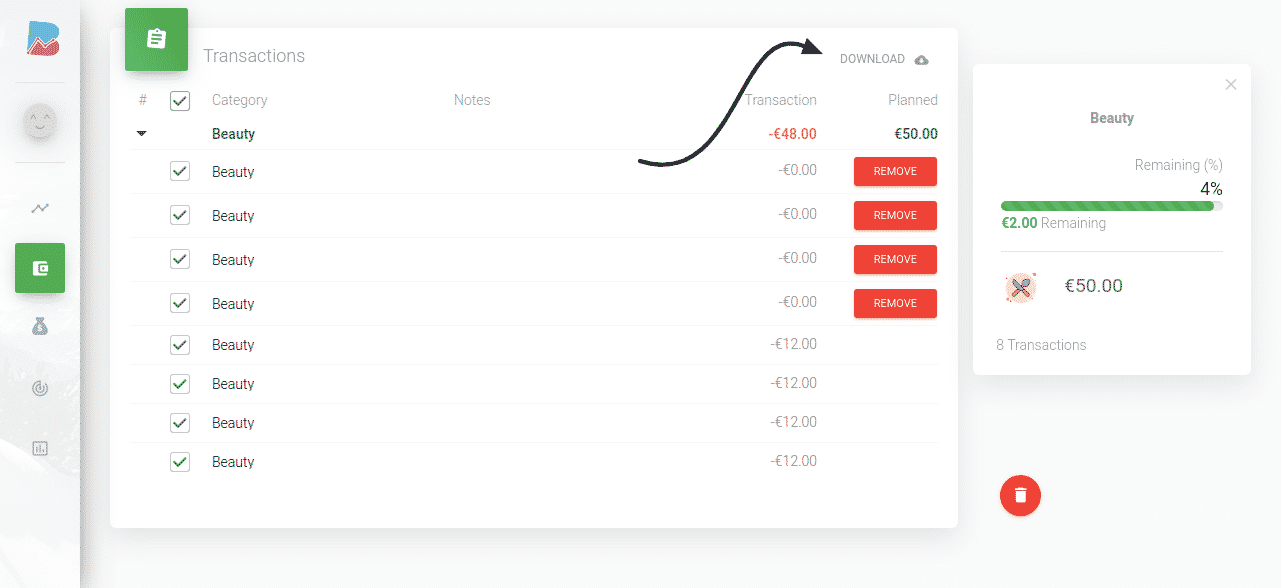 Transactions
DOWNLOAD
# Category Notes Transaction Planned
Beauty -€48.00 €50.00
Beauty -€0.00 REMOVE
Beauty -€0.00 REMOVE
Beauty -€0.00 REMOVE
Beauty -€0.00 REMOVE
Beauty -€12.00
Beauty -€12.00
Beauty -€12.00
Beauty -€12.00
Beauty
Remaining (%)
4%
€2.00 Remaining
€50.00
8 Transactions